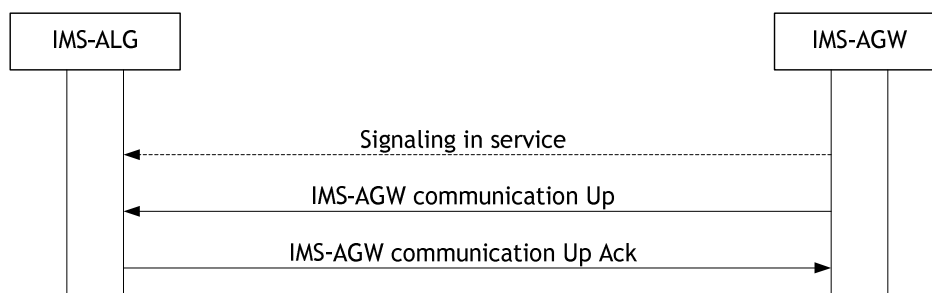 IMS-ALG
IMS-AGW
Signaling in service
IMS-AGW communication Up
IMS-AGW communication Up Ack